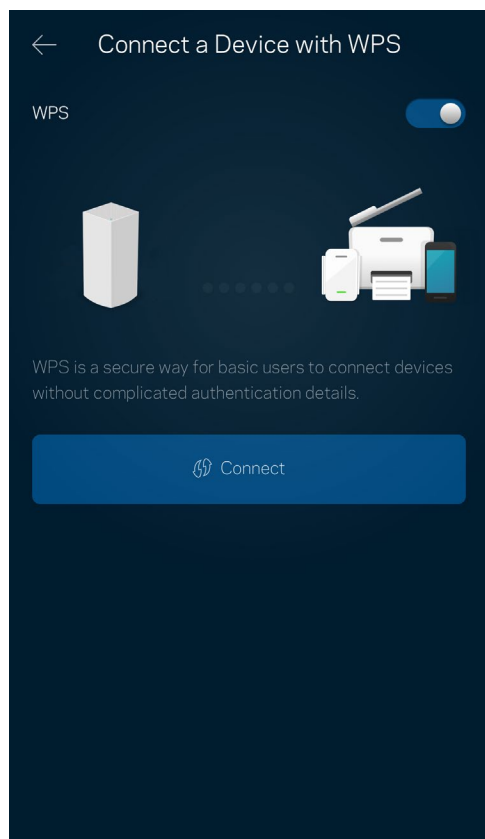 Connect a Device with WPS
WPS
WPS is a secure way for basic users to connect devices
without complicated authentication details.
Connect